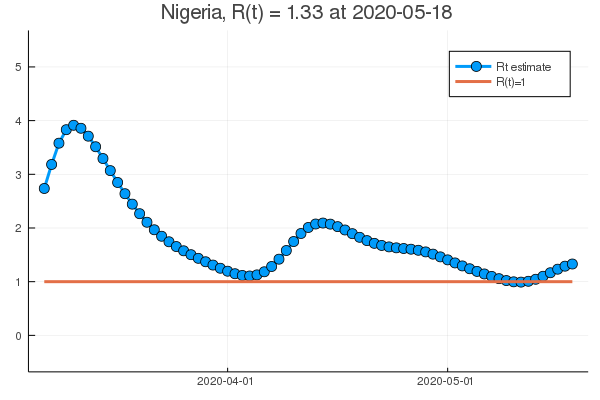 Nigeria, R(t) = 1.33 at 2020-05-18
5
4
3
2
1
0
Rt estimate
R(t)=1
2020-04-01
2020-05-01